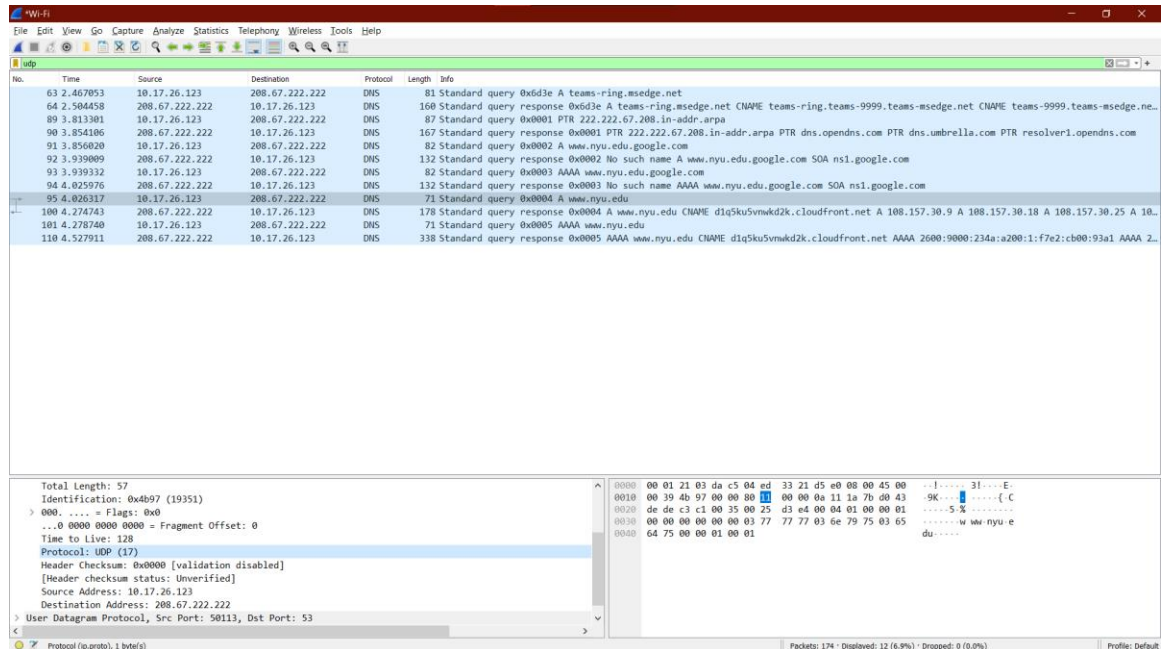 *Wi-Fi
File Edit View Go Capture Analyze Statistics Telephony Wireless Tools Help
udp
No. Time Source Destination Protocol Length Info
63 2.467053 10.17.26.123 208.67.222.222 DNS 81 Standard query 0x6d3e A teams-ring.msedge.net
64 2.504458 208.67.222.222 10.17.26.123 DNS 160 Standard query response 0x6d3e A teams-ring.msedge.net CNAME teams-ring.teams-9999.teams-msedge.net CNAME teams-9999.teams-msedge.ne…
89 3.813301 10.17.26.123 208.67.222.222 DNS 87 Standard query 0x0001 PTR 222.222.67.208.in-addr.arpa
90 3.854106 208.67.222.222 10.17.26.123 DNS 167 Standard query response 0x0001 PTR 222.222.67.208.in-addr.arpa PTR dns.opendns.com PTR dns.umbrella.com PTR resolver1.opendns.com
91 3.856020 10.17.26.123 208.67.222.222 DNS 82 Standard query 0x0002 A www.nyu.edu.google.com
92 3.939009 208.67.222.222 10.17.26.123 DNS 132 Standard query response 0x0002 No such name A www.nyu.edu.google.com SOA ns1.google.com
93 3.939332 10.17.26.123 208.67.222.222 DNS 82 Standard query 0x0003 AAAA www.nyu.edu.google.com
94 4.025976 208.67.222.222 10.17.26.123 DNS 132 Standard query response 0x0003 No such name AAAA www.nyu.edu.google.com SOA ns1.google.com
95 4.026317 10.17.26.123 208.67.222.222 DNS 71 Standard query 0x0004 A www.nyu.edu
100 4.274743 208.67.222.222 10.17.26.123 DNS 178 Standard query response 0x0004 A www.nyu.edu CNAME d1q5ku5vnwkd2k.cloudfront.net A 108.157.30.9 A 108.157.30.18 A 108.157.30.25 A 10…
101 4.278740 10.17.26.123 208.67.222.222 DNS 71 Standard query 0x0005 AAAA www.nyu.edu
110 4.527911 208.67.222.222 10.17.26.123 DNS 338 Standard query response 0x0005 AAAA www.nyu.edu CNAME d1q5ku5vnwkd2k.cloudfront.net AAAA 2600:9000:234a:a200:1:f7e2:cb00:93a1 AAAA 2…
Total Length: 57
Identification: 0x4b97 (19351)
> 000. .... = Flags: 0x0
...0 0000 0000 0000 = Fragment Offset: 0
Time to Live: 128
Protocol: UDP (17)
Header Checksum: 0x0000 [validation disabled]
[Header checksum status: Unverified]
Source Address: 10.17.26.123
Destination Address: 208.67.222.222
> User Datagram Protocol, Src Port: 50113, Dst Port: 53
0000 00 01 21 03 da c5 04 ed 33 21 d5 e0 08 00 45 00 ··!····· 3!····E·
0010 00 39 4b 97 00 00 80 11 00 00 0a 11 1a 7b d0 43 ·9K····· ·····{·C
0020 de de c3 c1 00 35 00 25 d3 e4 00 04 01 00 00 01 ·····5·% ········
0030 00 00 00 00 00 00 03 77 77 77 03 6e 79 75 03 65 ·······w ww·nyu·e
0040 64 75 00 00 01 00 01 du·····
Protocol (ip.proto), 1 byte(s) Packets: 174 · Displayed: 12 (6.9%) · Dropped: 0 (0.0%) Profile: Default